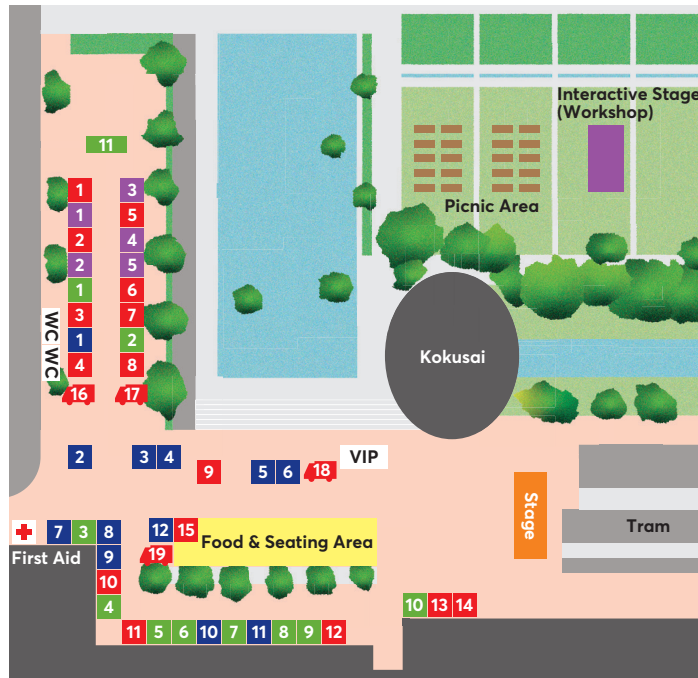 Interactive Stage
(Workshop)
11
1 3
1 5
Picnic Area
2 4
2 5
1 6
3 7
WC WC
1 2
Kokusai
4 8
16 17
2 3 4 9 5 6 18 VIP
Stage
7 3 8 12 15
Tram
First Aid
9 19
Food & Seating Area
10
4
10 13 14
11 5 6 10 7 11 8 9 12